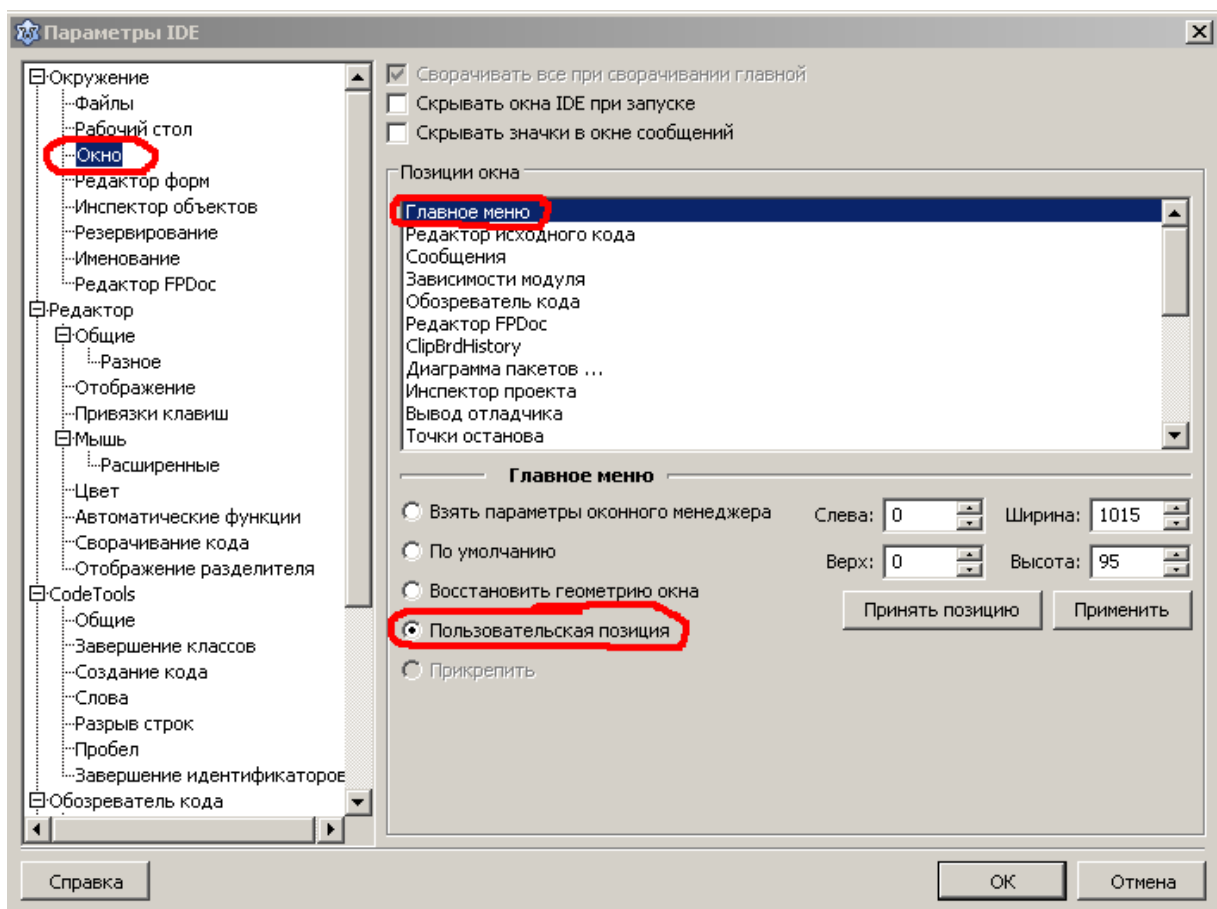 Параметры IDE
Окружение
Файлы
Рабочий стол
Окно
Редактор форм
Инспектор объектов
Резервирование
Именование
Редактор FPDoc
Редактор
Общие
Разное
Отображение
Привязки клавиш
Мышь
Расширенные
Цвет
Автоматические функции
Сворачивание кода
Отображение разделителя
CodeTools
Общие
Завершение классов
Создание кода
Слова
Разрыв строк
Пробел
Завершение идентификаторов
Обозреватель кода
Сворачивать все при сворачивании главной
Скрывать окна IDE при запуске
Скрывать значки в окне сообщений
Позиции окна
Главное меню
Редактор исходного кода
Сообщения
Зависимости модуля
Обозреватель кода
Редактор FPDoc
ClipBrdHistory
Диаграмма пакетов ...
Инспектор проекта
Вывод отладчика
Точки останова
Главное меню
Взять параметры оконного менеджера
По умолчанию
Восстановить геометрию окна
Пользовательская позиция
Прикрепить
Слева: 0 Ширина: 1015
Верх: 0 Высота: 95
Принять позицию Применить
Справка ОК Отмена